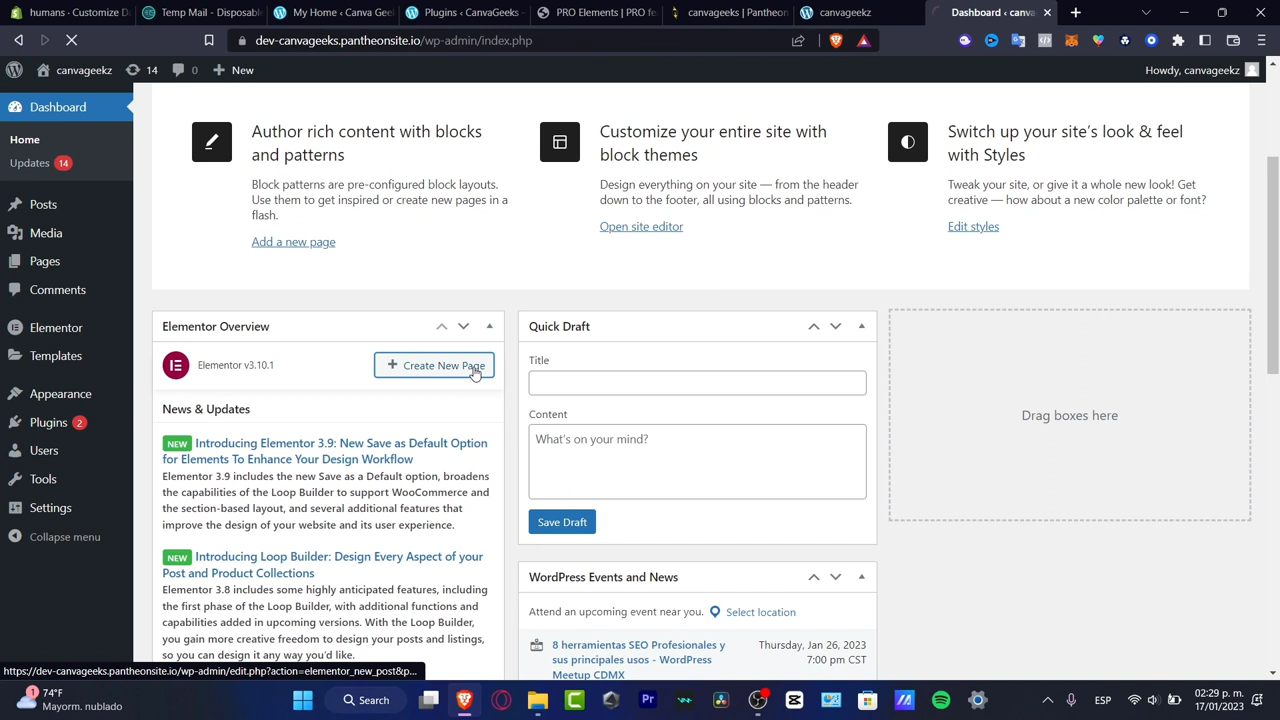 humans - Customize
Temp Mail - Disposabl
My Home ‹ Canva Gee
Plugins ‹ CanvaGeeks –
PRO Elements | PRO fe
canvageeks | Pantheon
canvageekz
Dashboard ‹ canva
dev-canvageeks.pantheonsite.io/wp-admin/index.php
canvageekz
14
0
New
Howdy, canvageekz
Dashboard
Home
Updates 14
Posts
Media
Pages
Comments
Elementor
Templates
Appearance
Plugins 2
Users
Tools
Settings
Collapse menu
Author rich content with blocks
and patterns
Block patterns are pre-configured block layouts.
Use them to get inspired or create new pages in a
flash.
Add a new page
Customize your entire site with
block themes
Design everything on your site — from the header
down to the footer, all using blocks and patterns.
Open site editor
Switch up your site's look & feel
with Styles
Tweak your site, or give it a whole new look! Get
creative — how about a new color palette or font?
Edit styles
Elementor Overview
Elementor v3.10.1
Create New Page
News & Updates
NEW Introducing Elementor 3.9: New Save as Default Option
for Elements To Enhance Your Design Workflow
Elementor 3.9 includes the new Save as a Default option, broadens
the capabilities of the Loop Builder to support WooCommerce and
the section-based layout, and several additional features that
improve the design of your website and its user experience.
NEW Introducing Loop Builder: Design Every Aspect of your
Post and Product Collections
Elementor 3.8 includes some highly anticipated features, including
the first phase of the Loop Builder, with additional functions and
capabilities added in upcoming versions. With the Loop Builder,
you gain more creative freedom to design your posts and listings,
so you can design it any way you'd like.
Quick Draft
Title
Content
What's on your mind?
Save Draft
WordPress Events and News
Attend an upcoming event near you.
Select location
8 herramientas SEO Profesionales y
sus principales usos - WordPress
Meetup CDMX
Thursday, Jan 26, 2023
7:00 pm CST
Drag boxes here
https://dev-canvageeks.pantheonsite.io/wp-admin/edit.php?action=elementor_new_post&p...
1
74°F
Mayorm. nublado
Search
Pr
ESP
02:29 p. m.
17/01/2023